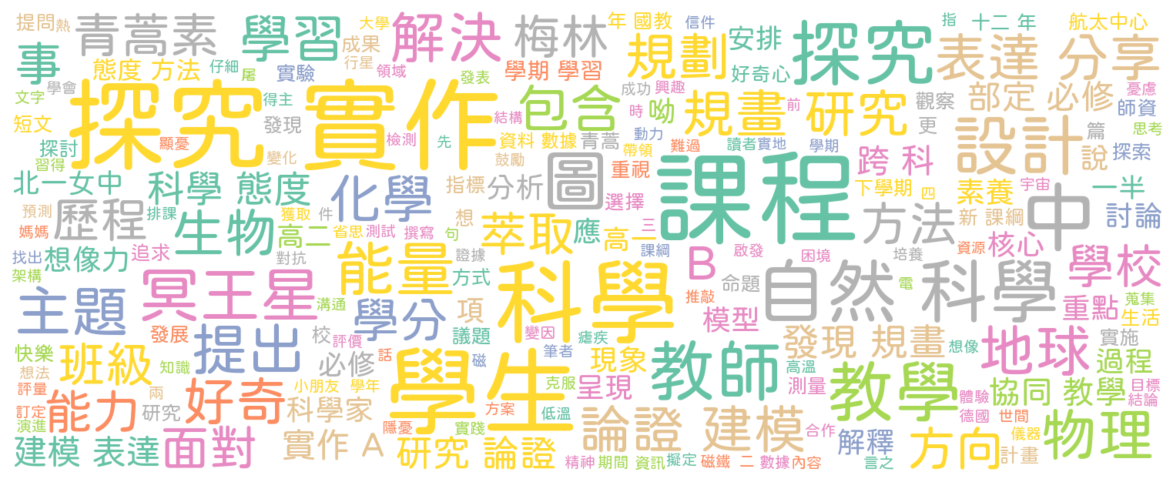 提問 熱 大學 年 國教 信件 指 十二 年 航太中心
青蒿素 學習 成果 解決 梅林 規劃 安排 探究 表達 分享
事 態度 方法 仔細 行星 領域 學期 學習 好奇心
學會 屠 實驗 發表 成功 興趣 部定 必修 憂慮
文字 探究 實作 得主 結構 包含 呦 時 規畫 前 研究 觀察 師資
短文 發現 檢測 先 資料 數據 青蒿 動力 難過 讀者 實地 更 設計 篇 思考
探討 顯憂 變化 鼓勵 帶領 學期 說 探索
習得 圖 重視 課程 跨 科
北一女中 科學 態度 化學 指標 分析 選擇 下學期 四 素養 宇宙 一半
預測 歷程 排課 獲取 件 想 萃取 應 三 方法 新 課綱 中 討論
媽媽 追求 生物 高二 省思 測試 撰寫 句 高一 課綱 啟發 困境 核心
找出 想像力 對抗 能量 證據 方式 科學 B 命題 培養 資源 學校
架構 冥王星 溝通 推敲 自然 科學 電 重點 蒐集
主題 提出 學分 項 模型 生活
發展 校 評價 議題 變因 瘧疾 發現 規畫 想像 地球 實施
快樂 班級 知識 必修 話 磁 筆者 現象 教師 高溫 過程
想法 好奇 小朋友 學年 學生 克服 呈現 測量 教學 體驗 協同 教學 目標
評量 能力 兩 科學家 方案 低溫 德國 世間 結論
訂定 研究 隱憂 實踐 論證 建模 合作 儀器 物理
演進 面對 實作 A 解釋 方向
建模 表達 研究 論證 精神 期間 資訊 擬定 磁鐵 二 數據 內容 言之 計畫